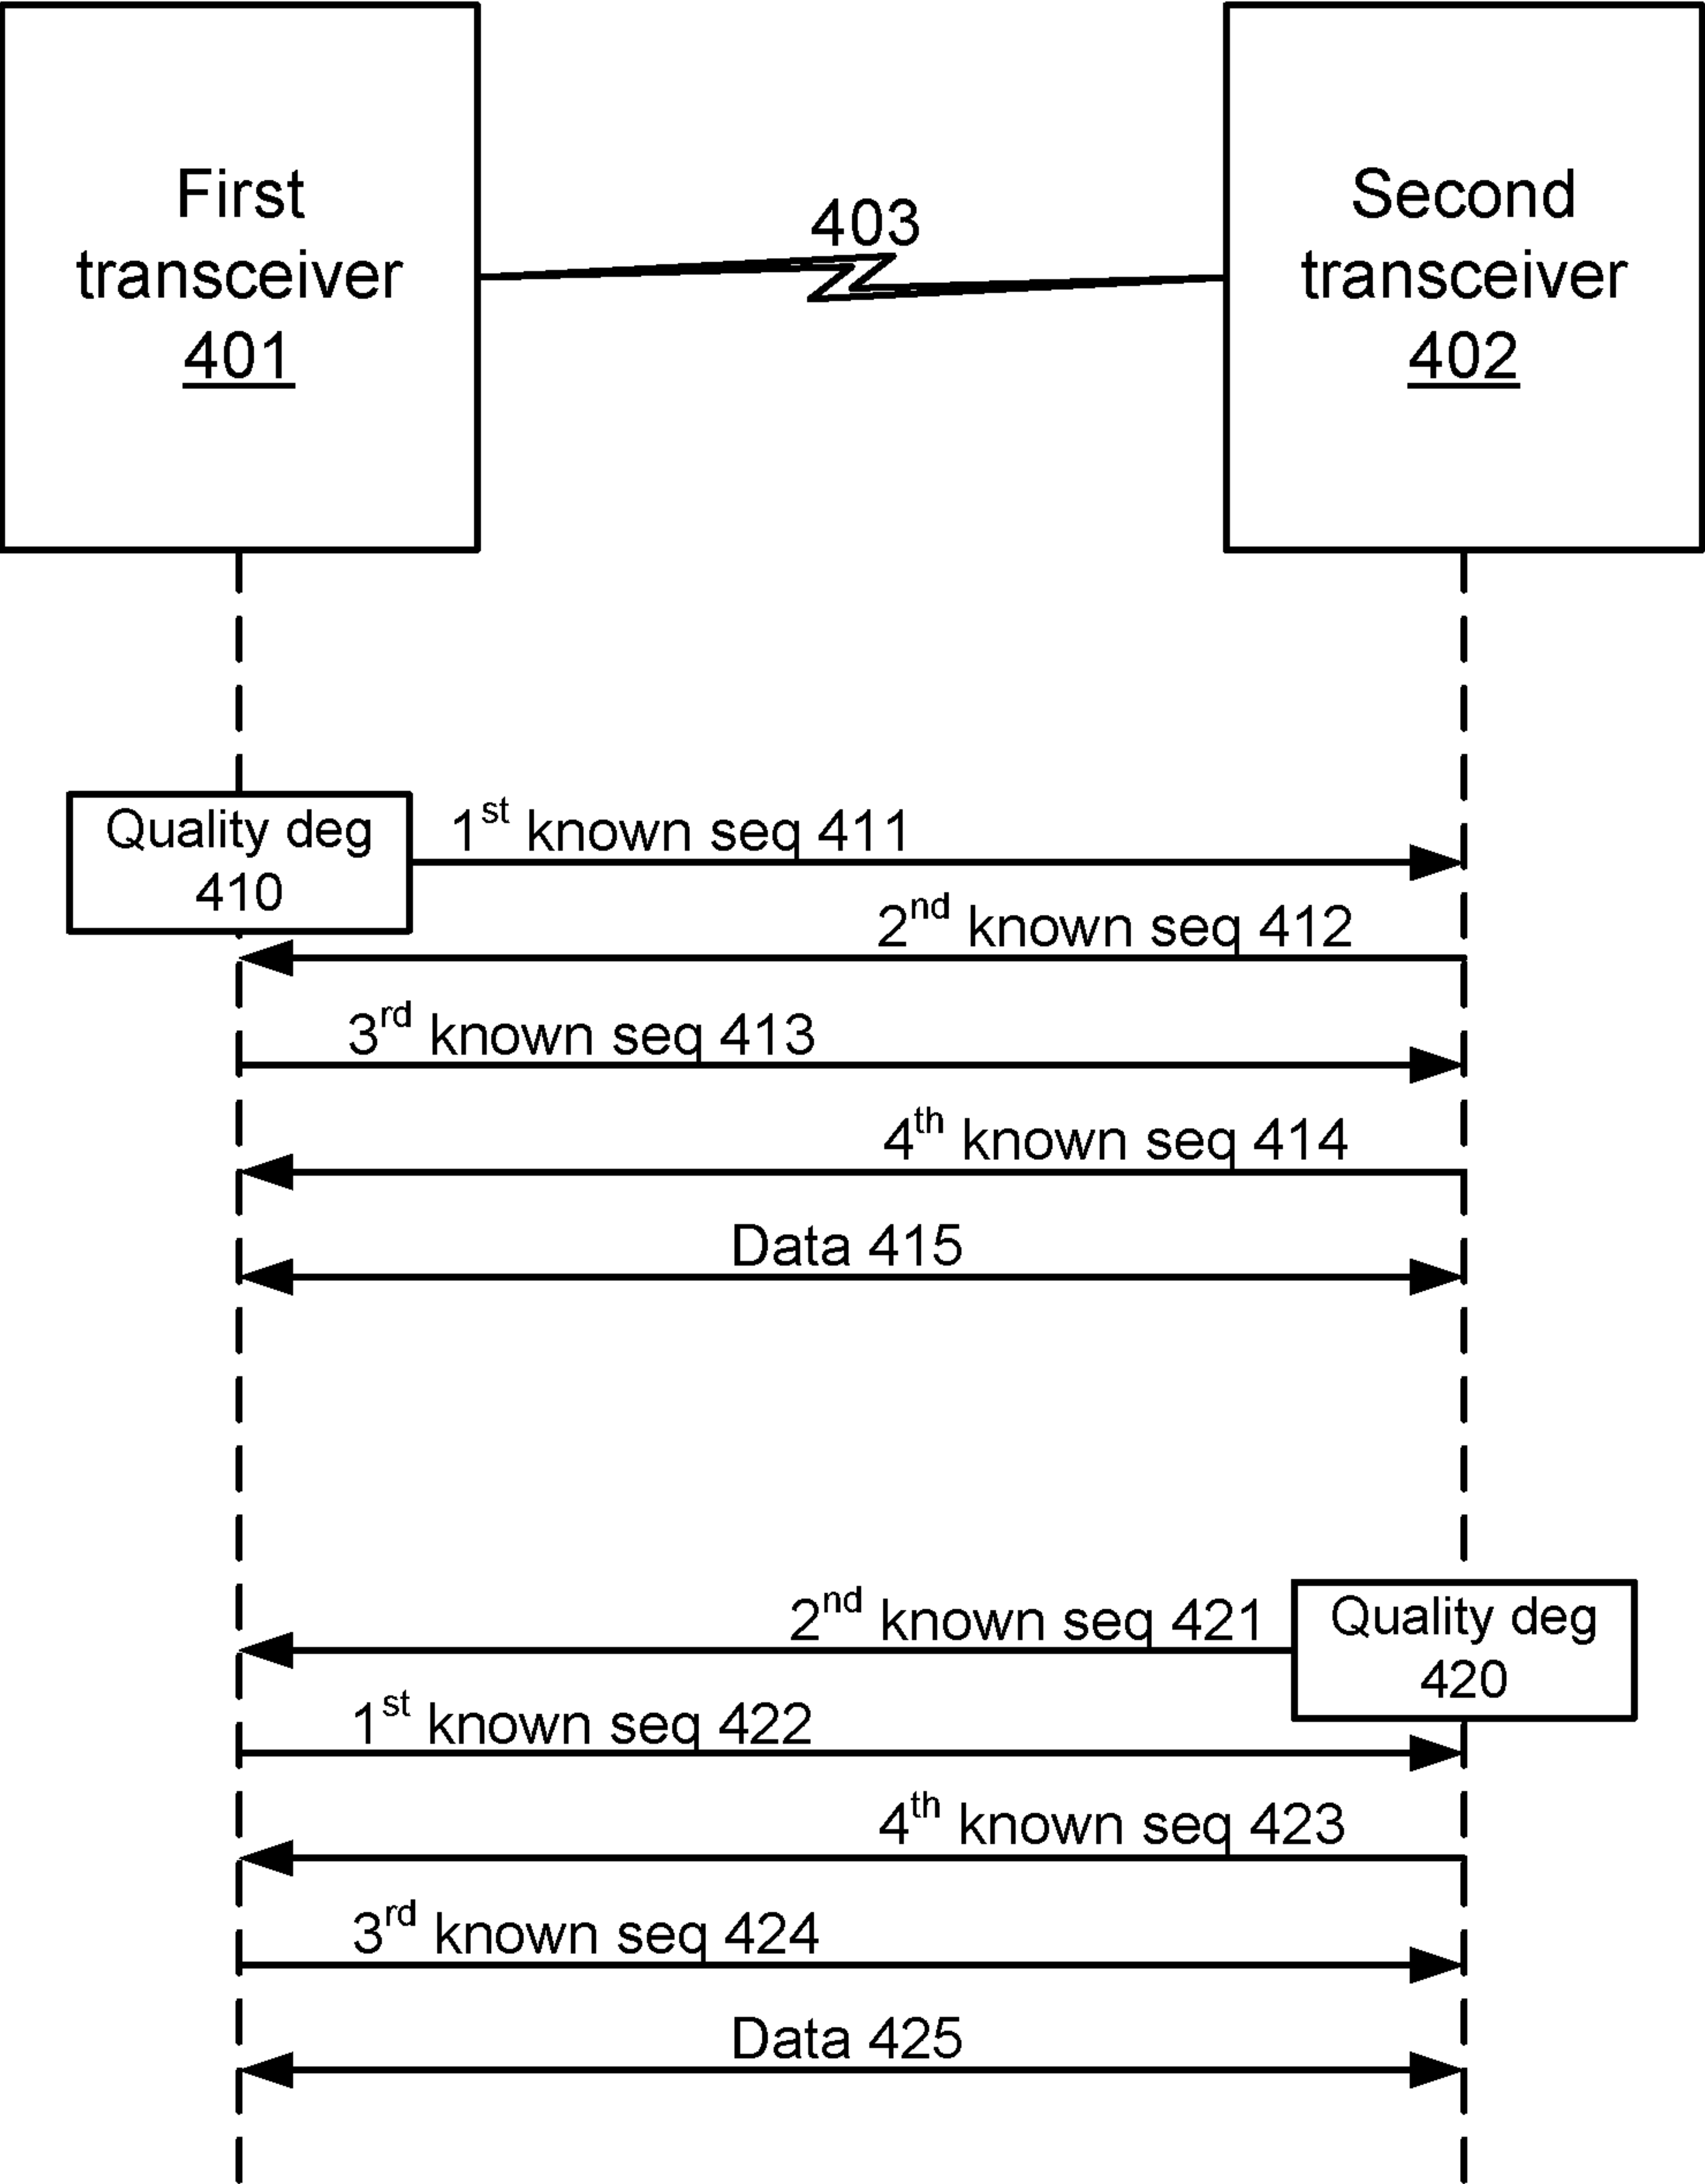 First
transceiver
401
403
Second
transceiver
402
Quality deg
410
1st known seq 411
2nd known seq 412
3rd known seq 413
4th known seq 414
Data 415
2nd known seq 421
Quality deg
420
1st known seq 422
4th known seq 423
3rd known seq 424
Data 425